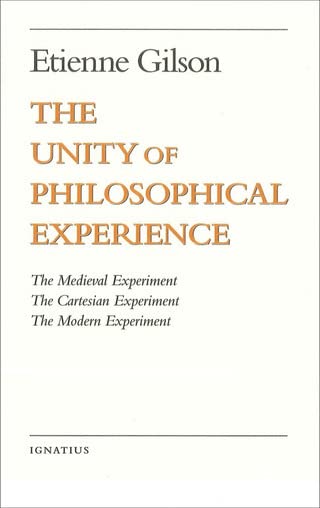 Etienne Gilson
THE
UNITY OF
PHILOSOPHICAL
EXPERIENCE
The Medieval Experiment
The Cartesian Experiment
The Modern Experiment
IGNATIUS